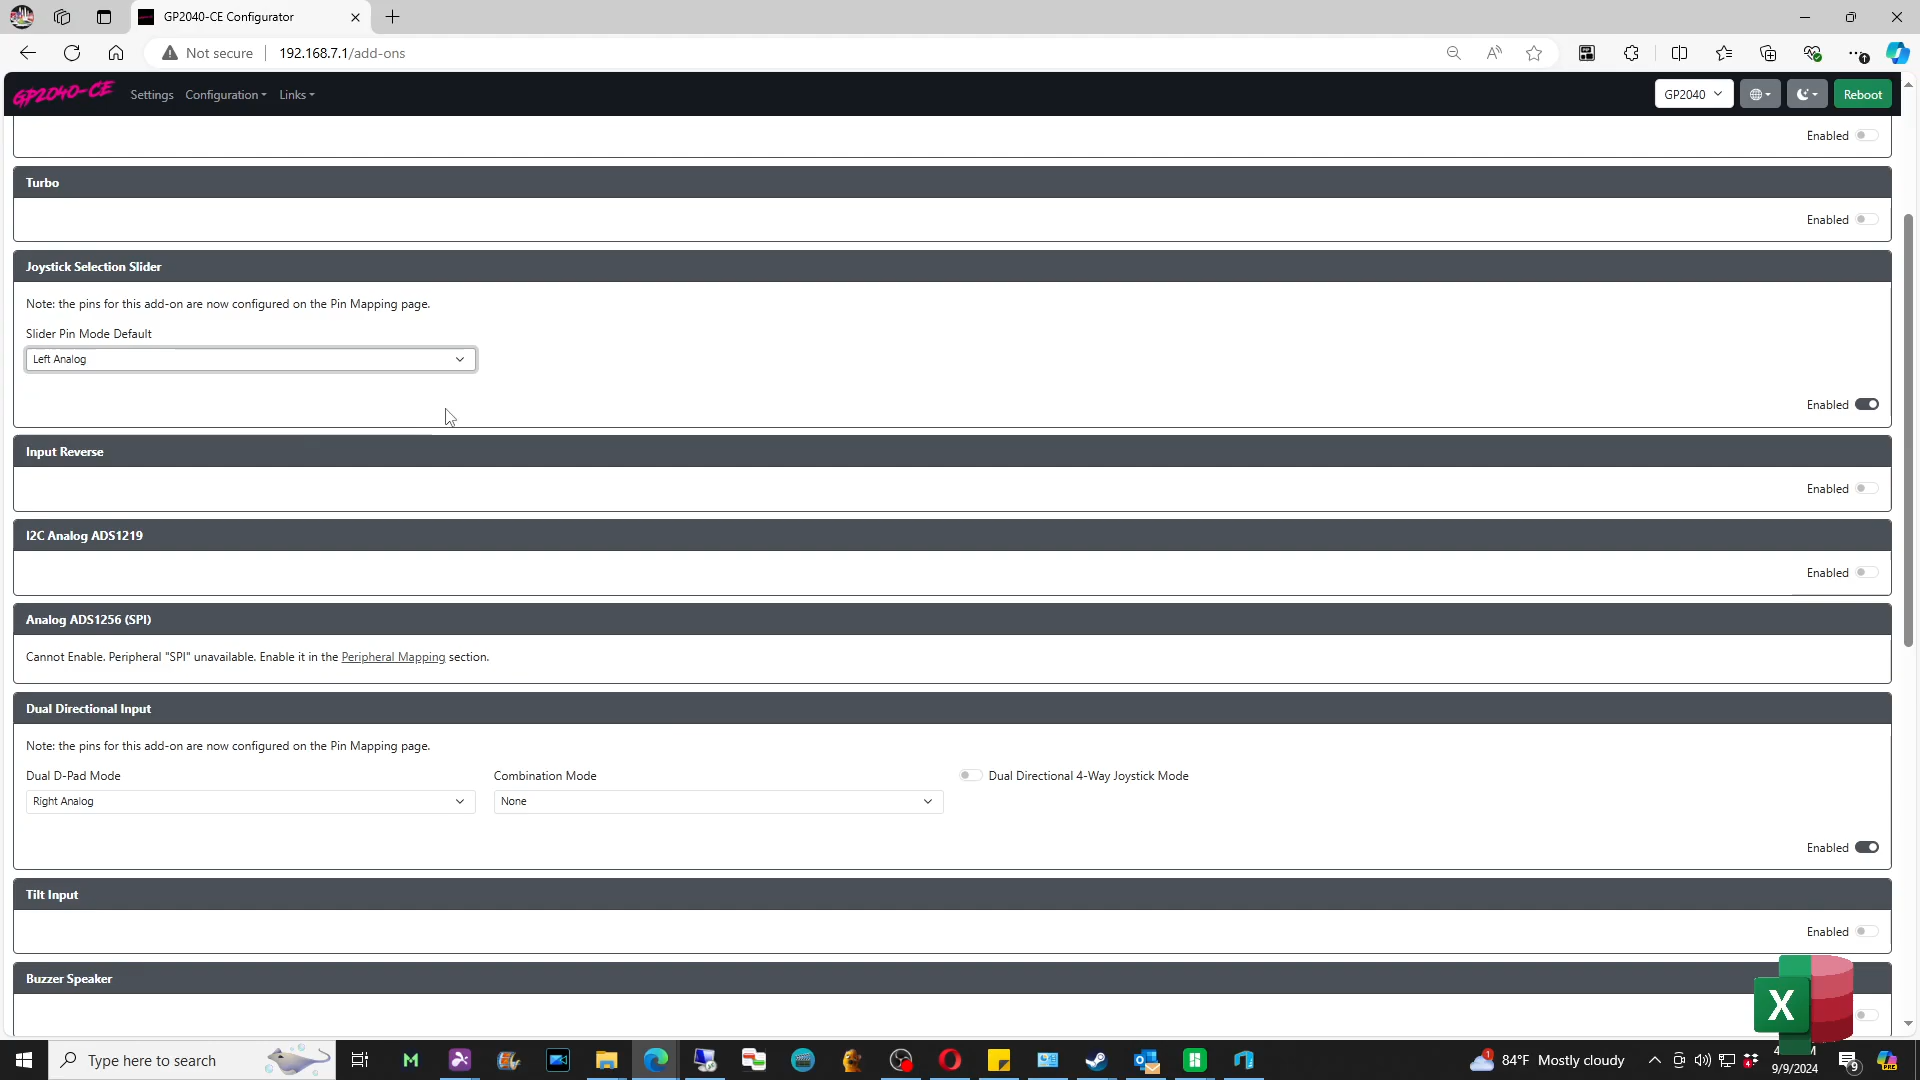 GP2040-CE Configurator
Not secure
192.168.7.1/add-ons
GP2040-CE
Settings
Configuration
Links
GP2040
Reboot
Enabled
Turbo
Enabled
Joystick Selection Slider
Note: the pins for this add-on are now configured on the Pin Mapping page.
Slider Pin Mode Default
Left Analog
Enabled
Input Reverse
Enabled
I2C Analog ADS1219
Enabled
Analog ADS1256 (SPI)
Cannot Enable. Peripheral "SPI" unavailable. Enable it in the Peripheral Mapping section.
Dual Directional Input
Note: the pins for this add-on are now configured on the Pin Mapping page.
Dual D-Pad Mode
Combination Mode
Dual Directional 4-Way Joystick Mode
Right Analog
None
Enabled
Tilt Input
Enabled
Buzzer Speaker
X
Type here to search
M
1
84°F Mostly cloudy
9/9/2024
9
PRE